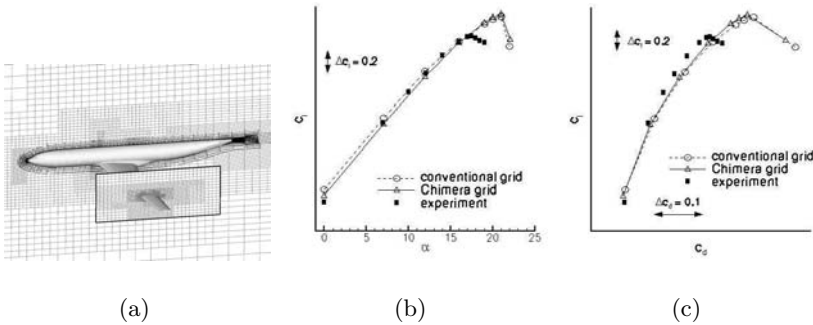 Δc_l = 0.2
c_l
conventional grid
Chimera grid
experiment
0 5 10 15 20 25
α
(b)
Δc_l = 0.2
c_l
conventional grid
Chimera grid
experiment
Δc_d = 0.1
c_d
(c)
(a)